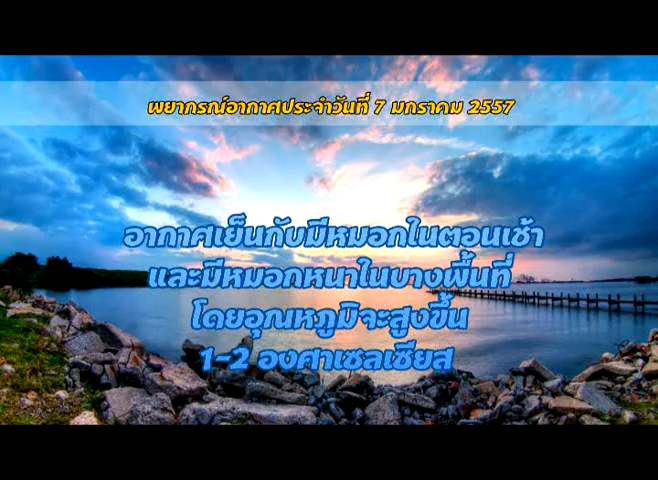 พยากรณ์อากาศประจำวันที่ 7 มกราคม 2557
อากาศเย็นกับมีหมอกในตอนเช้า
และมีหมอกหนาในบางพื้นที่
โดยอุณหภูมิจะสูงขึ้น
1-2 องศาเซลเซียส